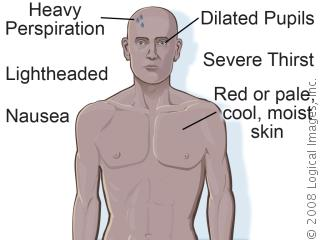 Heavy
Perspiration
Dilated Pupils
Lightheaded
Severe Thirst
Nausea
Red or pale,
cool, moist
skin
© 2008 Logical Images, Inc.